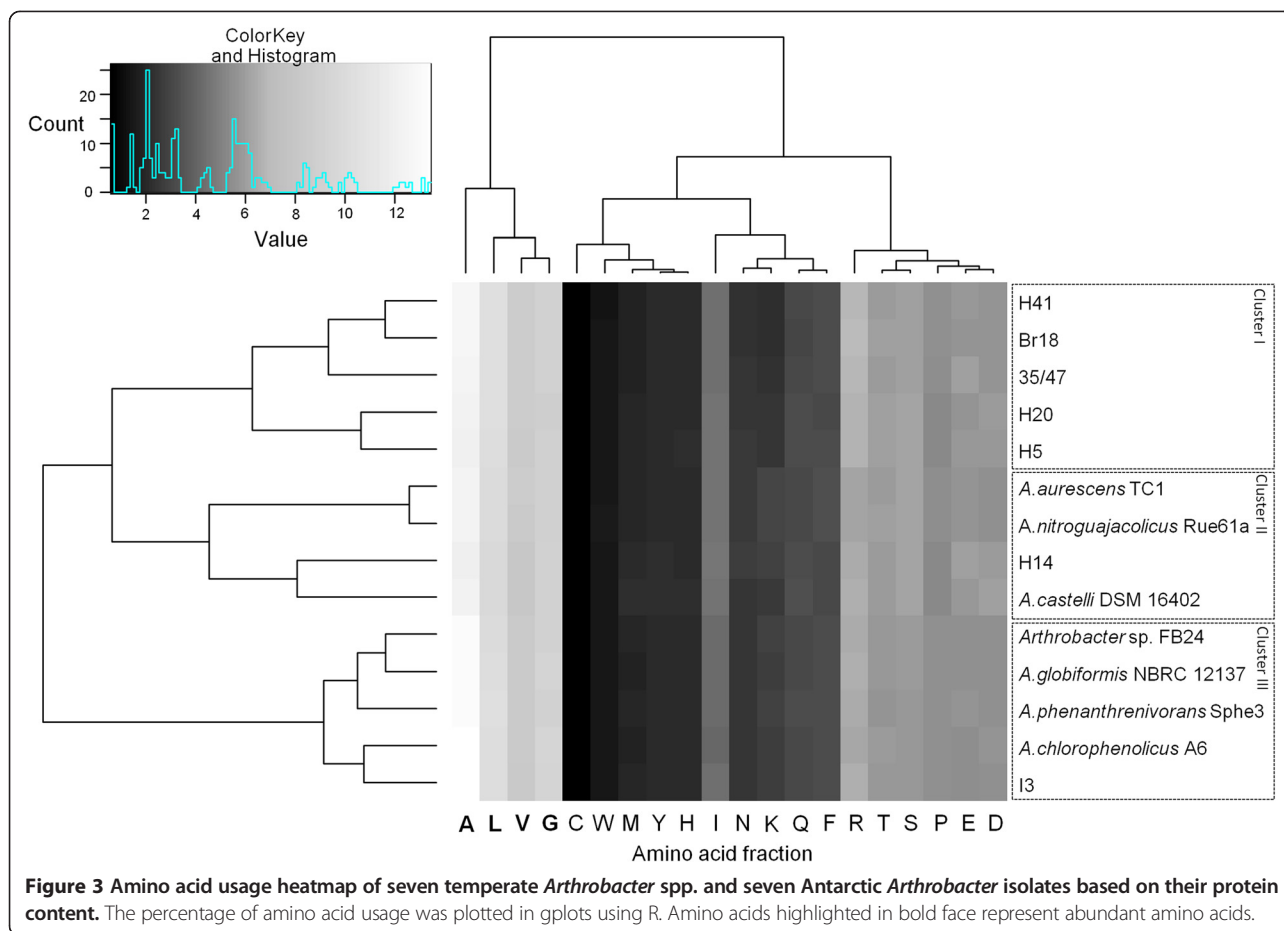 ColorKey
and Histogram
20
Count
10
0
2 4 6 8 10 12
Value
H41
Br18
35/47
H20
H5
Cluster I
A.aurescens TC1
A.nitroguajacolicus Rue61a
H14
A.castelli DSM 16402
Cluster II
Arthrobacter sp. FB24
A.globiformis NBRC 12137
A.phenanthrenivorans Sphe3
A.chlorophenolicus A6
I3
Cluster III
A L V G C W M Y H I N K Q F R T S P E D
Amino acid fraction
Figure 3 Amino acid usage heatmap of seven temperate Arthrobacter spp. and seven Antarctic Arthrobacter isolates based on their protein
content. The percentage of amino acid usage was plotted in gplots using R. Amino acids highlighted in bold face represent abundant amino acids.